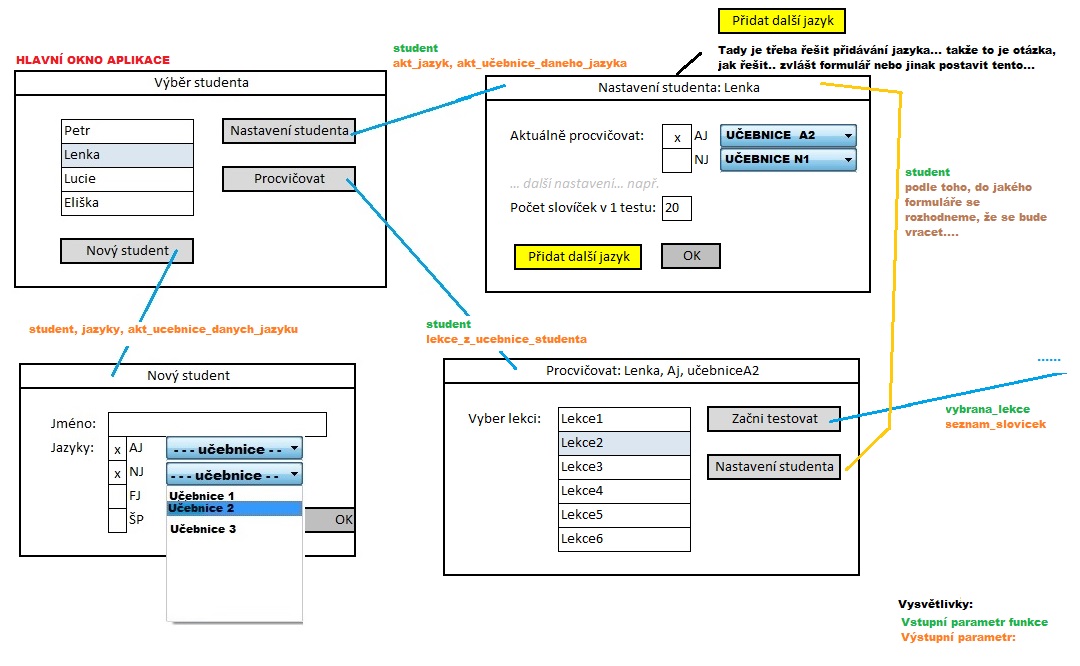 Přidat další jazyk
Tady je třeba řešit přidávání jazyka... takže to je otázka,
jak řešit.. zvlášt formulář nebo jinak postavit tento...
HLAVNÍ OKNO APLIKACE
Výběr studenta
Petr
Lenka
Lucie
Eliška
Nastavení studenta
Procvičovat
Nový student
student
akt_jazyk, akt_učebnice_daneho_jazyka
Nastavení studenta: Lenka
Aktuálně procvičovat:
x AJ UČEBNICE A2
NJ UČEBNICE N1
... další nastavení... např.
Počet slovíček v 1 testu: 20
Přidat další jazyk
OK
student
podle toho, do jakého
formuláře se
rozhodneme, že se bude
vracet....
student, jazyky, akt_ucebnice_danych_jazyku
Nový student
Jméno:
Jazyky:
x AJ - - - učebnice - -
x NJ - - - učebnice - -
FJ
ŠP
Učebnice 1
Učebnice 2
Učebnice 3
OK
student
lekce_z_ucebnice_studenta
Procvičovat: Lenka, Aj, učebniceA2
Vyber lekci:
Lekce1
Lekce2
Lekce3
Lekce4
Lekce5
Lekce6
Začni testovat
Nastavení studenta
......
vybrana_lekce
seznam_slovicek
Vysvětlivky:
Vstupní parametr funkce
Výstupní parametr: